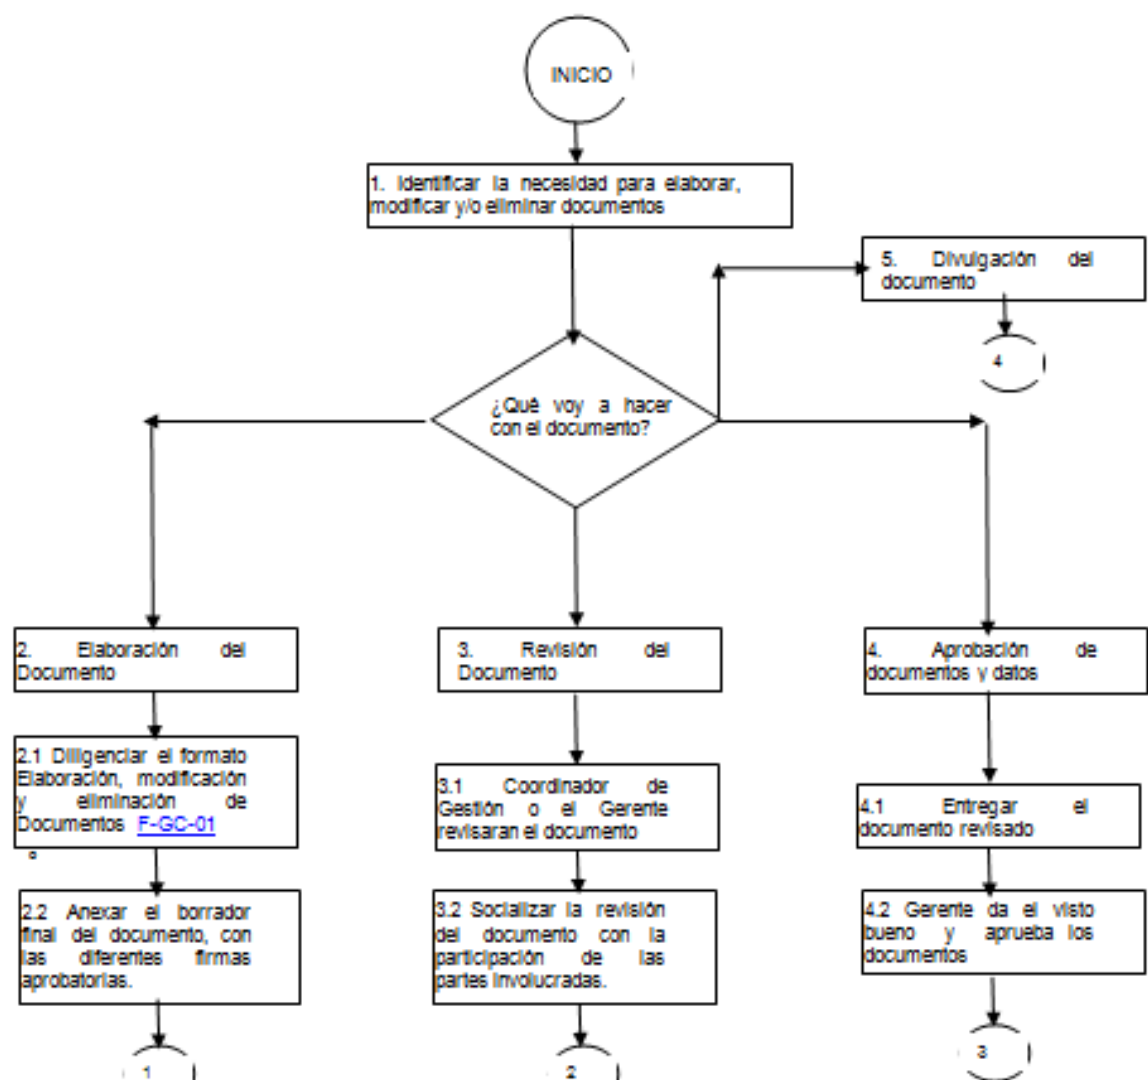 INICIO
1. Identificar la necesidad para elaborar,
modificar y/o eliminar documentos
5. Divulgación del
documento
4
¿Qué voy a hacer
con el documento?
2. Elaboración del
Documento
2.1 Diligenciar el formato
Elaboración, modificación
y eliminación de
Documentos F-GC-01
2.2 Anexar el borrador
final del documento, con
las diferentes firmas
aprobatorias.
1
3. Revisión del
Documento
3.1 Coordinador de
Gestión o el Gerente
revisaran el documento
3.2 Socializar la revisión
del documento con la
participación de las
partes involucradas.
2
4. Aprobación de
documentos y datos
4.1 Entregar el
documento revisado
4.2 Gerente da el visto
bueno y aprueba los
documentos
3